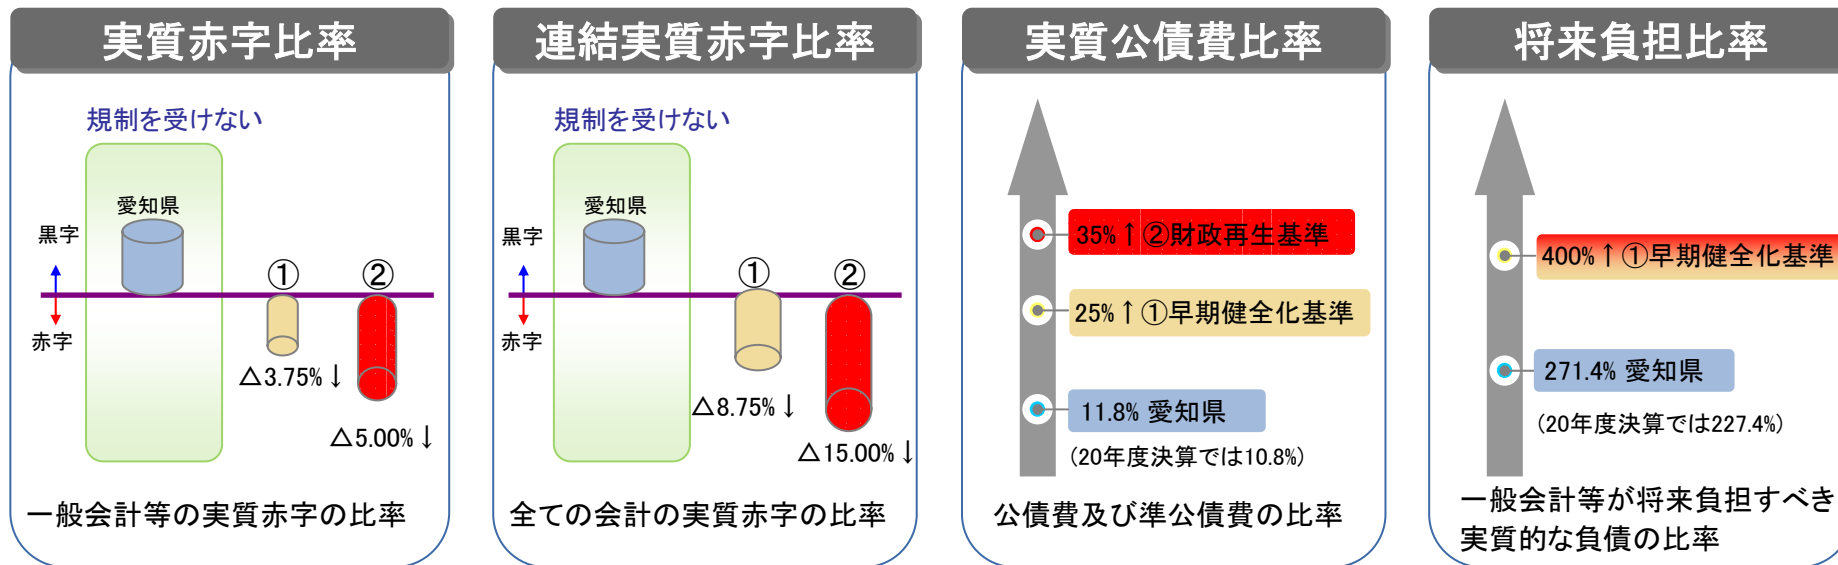 実質赤字比率
規制を受けない
愛知県
黒字
赤字
①
②
△3.75%↓
△5.00%↓
一般会計等の実質赤字の比率
連結実質赤字比率
規制を受けない
愛知県
黒字
赤字
①
②
△8.75%↓
△15.00%↓
全ての会計の実質赤字の比率
実質公債費比率
35%↑②財政再生基準
25%↑①早期健全化基準
11.8% 愛知県
(20年度決算では10.8%)
公債費及び準公債費の比率
将来負担比率
400%↑①早期健全化基準
271.4% 愛知県
(20年度決算では227.4%)
一般会計等が将来負担すべき
実質的な負債の比率